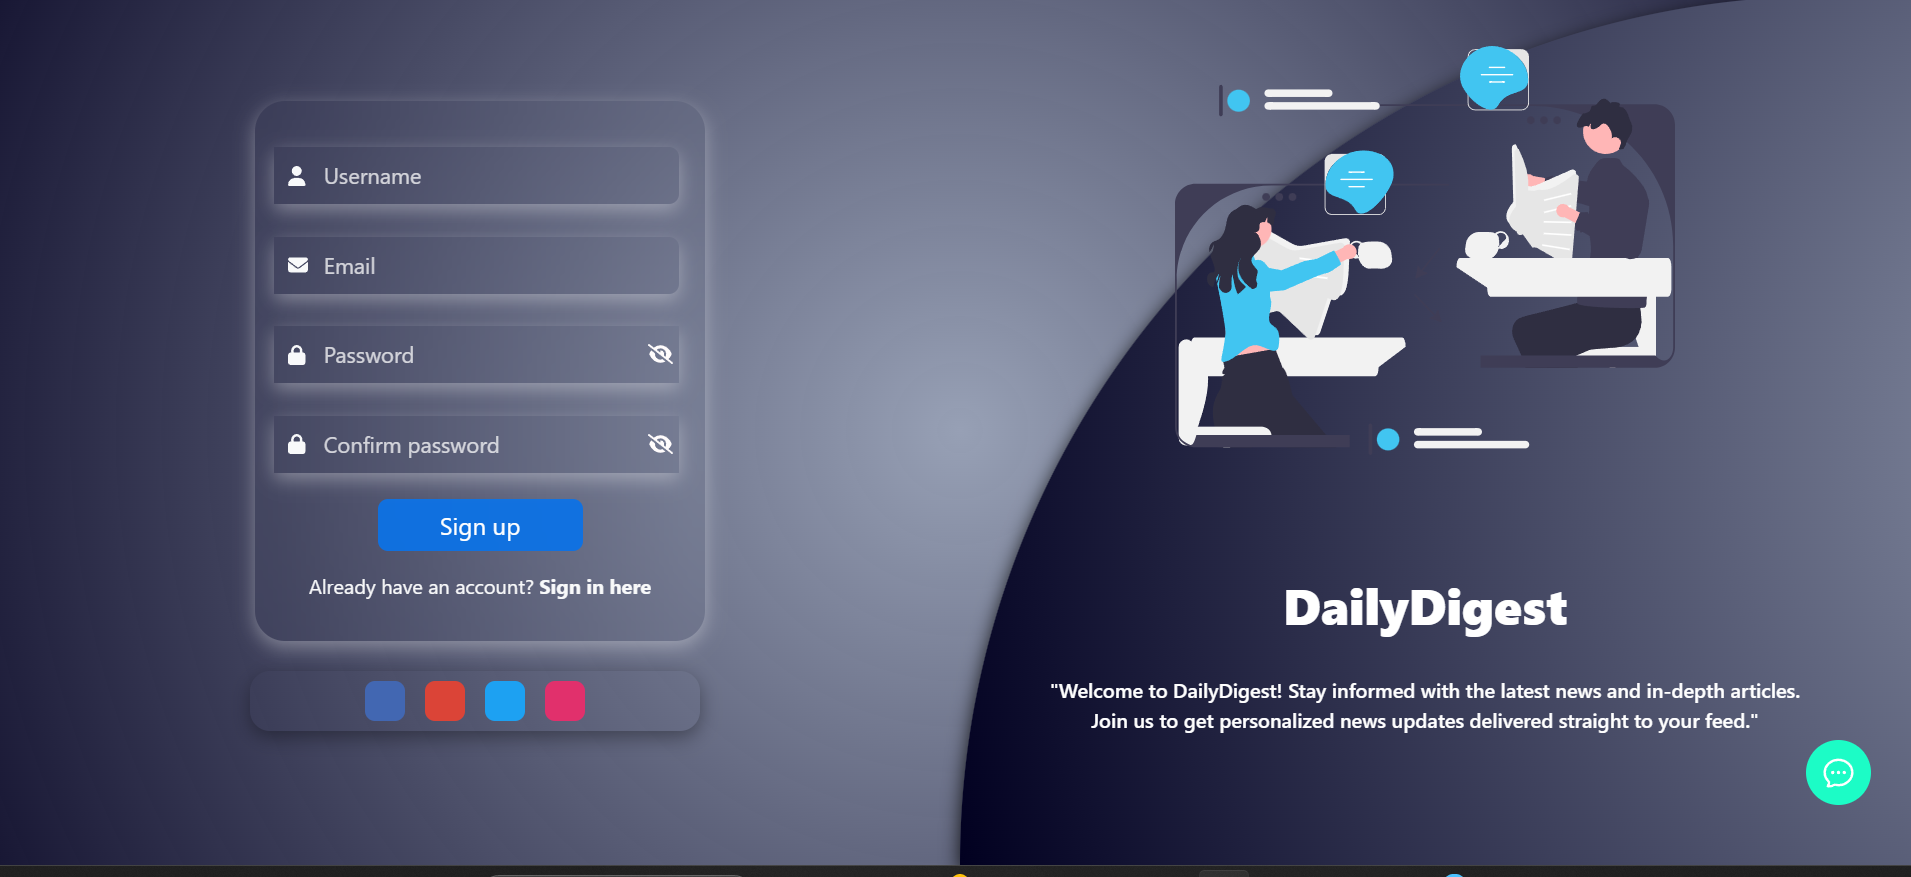 Username
Email
Password
Confirm password
Sign up
Already have an account? Sign in here
DailyDigest
"Welcome to DailyDigest! Stay informed with the latest news and in-depth articles.
Join us to get personalized news updates delivered straight to your feed."